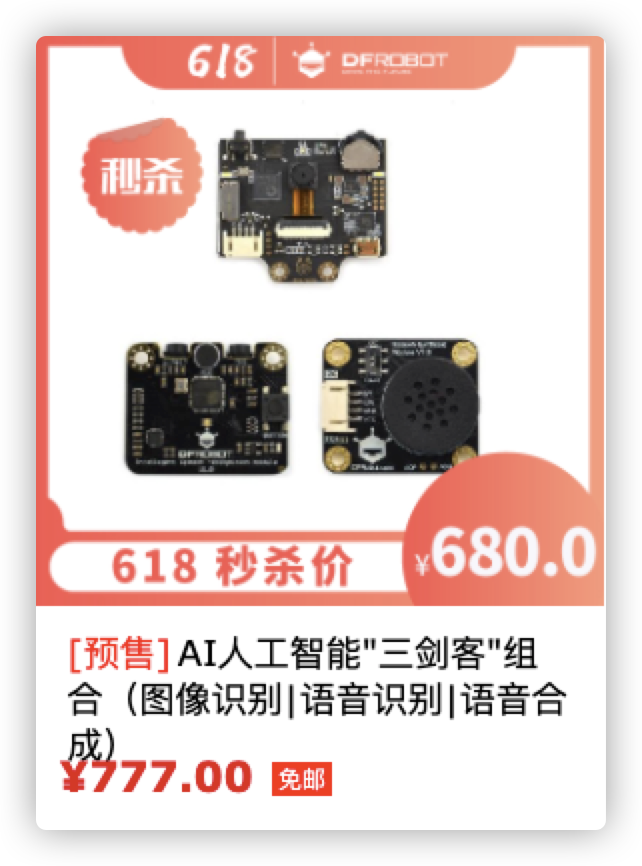 618 DFROBOT
秒杀
DFROBOT
618 秒杀价
¥680.0
[预售]AI人工智能"三剑客"组
合（图像识别|语音识别|语音合
成）
¥777.00 免邮